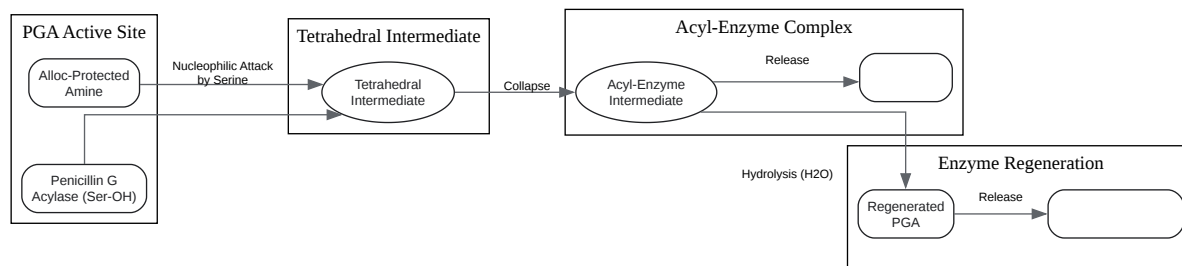 PGA Active Site
Alloc-Protected
Amine
Penicillin G
Acylase (Ser-OH)
Nucleophilic Attack
by Serine
Tetrahedral Intermediate
Tetrahedral
Intermediate
Collapse
Acyl-Enzyme Complex
Acyl-Enzyme
Intermediate
Release
Hydrolysis (H2O)
Enzyme Regeneration
Regenerated
PGA
Release